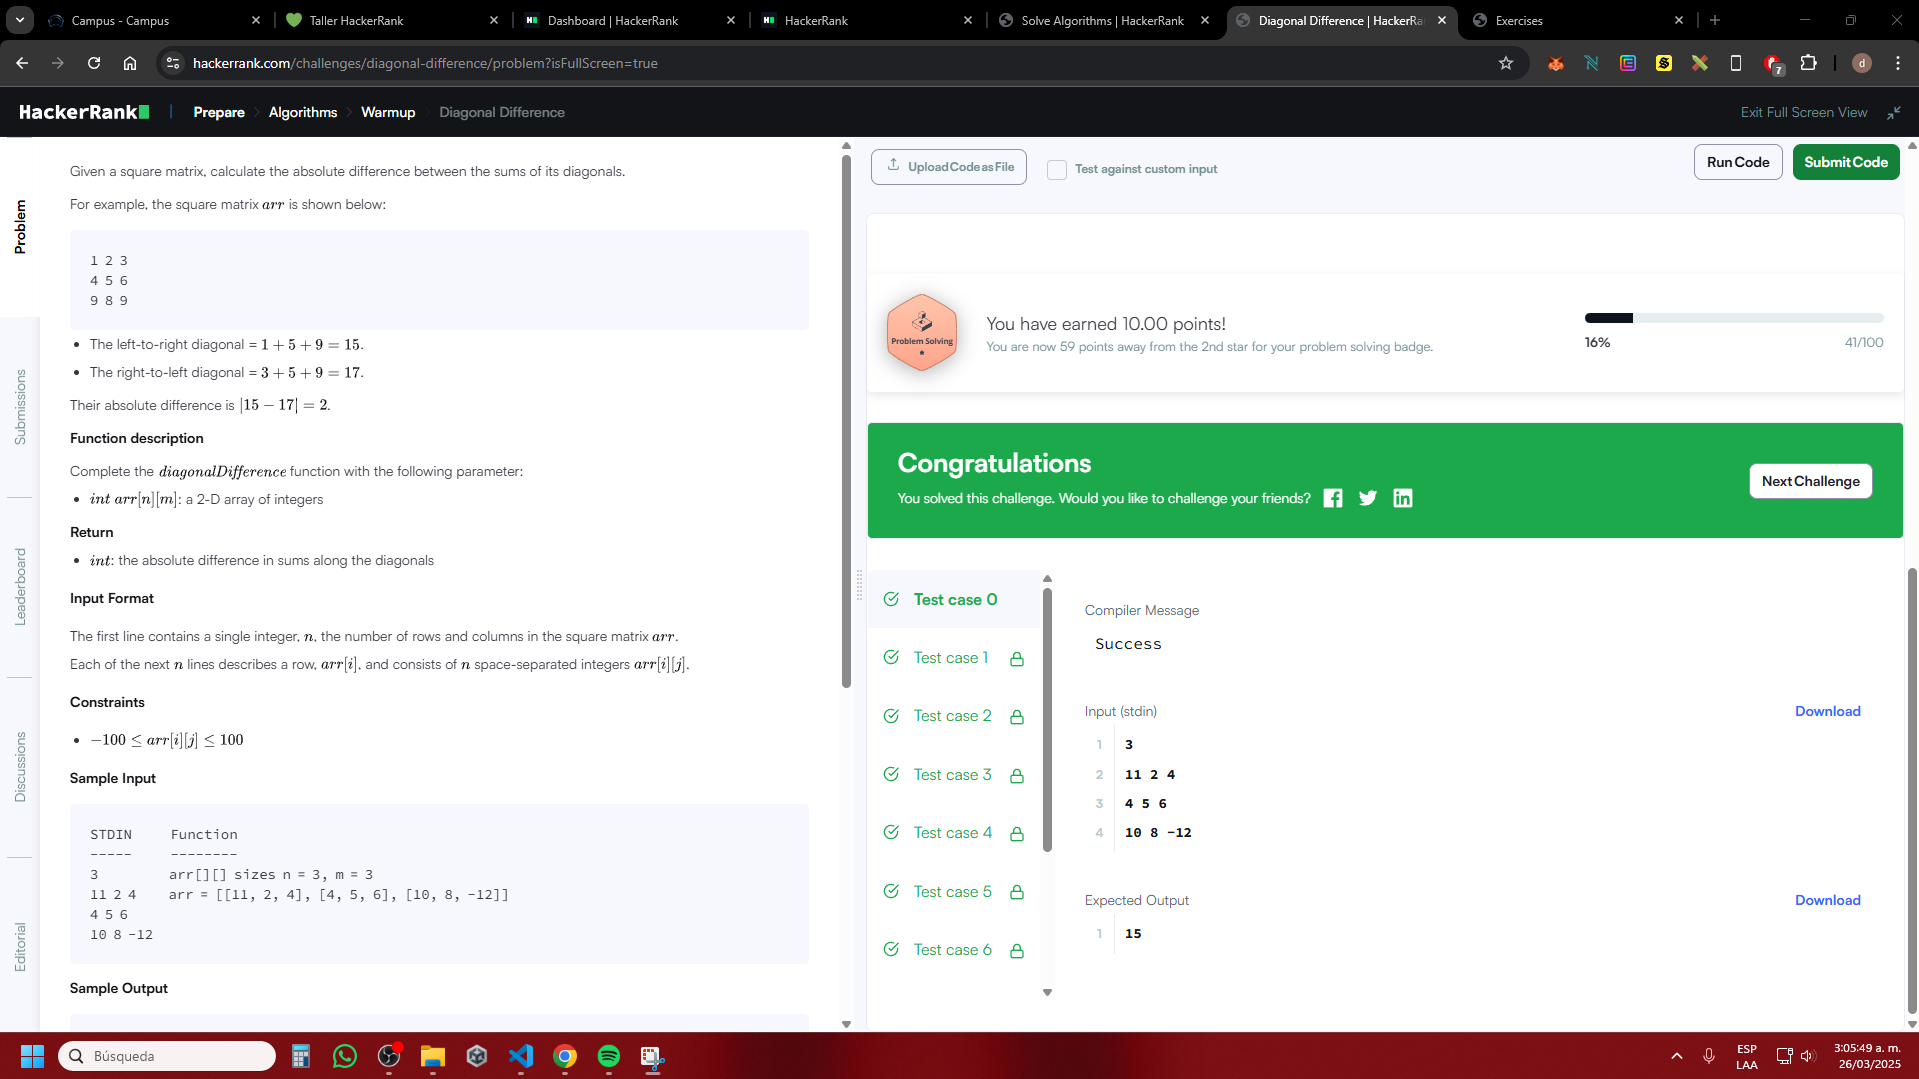 Campus - Campus
Taller HackerRank
Dashboard | HackerRank
HackerRank
Solve Algorithms | HackerRank
Diagonal Difference | HackerRa
Exercises
hackerrank.com/challenges/diagonal-difference/problem?isFullScreen=true
7
d
HackerRank
Prepare
Algorithms
Warmup
Diagonal Difference
Exit Full Screen View
Problem
Submissions
Leaderboard
Discussions
Editorial
Given a square matrix, calculate the absolute difference between the sums of its diagonals.
For example, the square matrix arr is shown below:
1 2 3
4 5 6
9 8 9
• The left-to-right diagonal = 1 + 5 + 9 = 15.
• The right-to-left diagonal = 3 + 5 + 9 = 17.
Their absolute difference is |15 − 17| = 2.
Function description
Complete the diagonalDifference function with the following parameter:
• int arr[n][m]: a 2-D array of integers
Return
• int: the absolute difference in sums along the diagonals
Input Format
The first line contains a single integer, n, the number of rows and columns in the square matrix arr.
Each of the next n lines describes a row, arr[i], and consists of n space-separated integers arr[i][j].
Constraints
• −100 ≤ arr[i][j] ≤ 100
Sample Input
STDIN Function
----- --------
3 arr[][] sizes n = 3, m = 3
11 2 4 arr = [[11, 2, 4], [4, 5, 6], [10, 8, -12]]
4 5 6
10 8 -12
Sample Output
Upload Code as File
Test against custom input
Run Code
Submit Code
Problem Solving
You have earned 10.00 points!
You are now 59 points away from the 2nd star for your problem solving badge.
16%
41/100
Congratulations
You solved this challenge. Would you like to challenge your friends?
Next Challenge
Test case 0
Test case 1
Test case 2
Test case 3
Test case 4
Test case 5
Test case 6
Compiler Message
Success
Input (stdin)
Download
1 3
2 11 2 4
3 4 5 6
4 10 8 -12
Expected Output
Download
1 15
Búsqueda
ESP
LAA
3:05:49 a. m.
26/03/2025